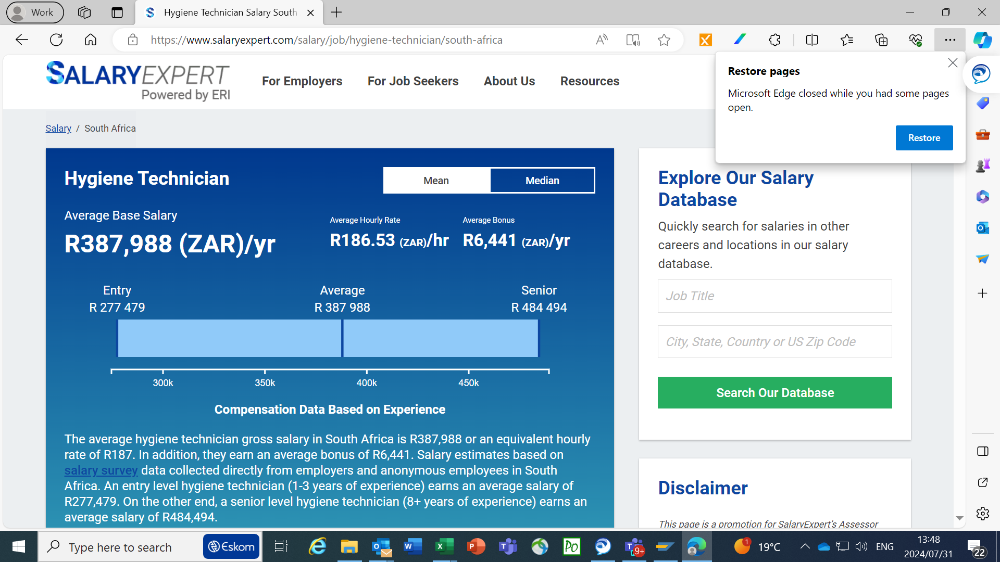 Work
Hygiene Technician Salary South
https://www.salaryexpert.com/salary/job/hygiene-technician/south-africa
SALARYEXPERT
Powered by ERI
For Employers
For Job Seekers
About Us
Resources
Restore pages
Microsoft Edge closed while you had some pages
open.
Restore
Salary / South Africa
Hygiene Technician
Mean
Median
Average Base Salary
R387,988 (ZAR)/yr
Average Hourly Rate
R186.53 (ZAR)/hr
Average Bonus
R6,441 (ZAR)/yr
Entry
R 277 479
Average
R 387 988
Senior
R 484 494
300k
350k
400k
450k
Compensation Data Based on Experience
The average hygiene technician gross salary in South Africa is R387,988 or an equivalent hourly
rate of R187. In addition, they earn an average bonus of R6,441. Salary estimates based on
salary survey data collected directly from employers and anonymous employees in South
Africa. An entry level hygiene technician (1-3 years of experience) earns an average salary of
R277,479. On the other end, a senior level hygiene technician (8+ years of experience) earns an
average salary of R484,494.
Explore Our Salary
Database
Quickly search for salaries in other
careers and locations in our salary
database.
Job Title
City, State, Country or US Zip Code
Search Our Database
Disclaimer
This page is a promotion for SalaryExpert's Assessor
Type here to search
Eskom
9+
1
19°C
ENG
13:48
2024/07/31
22